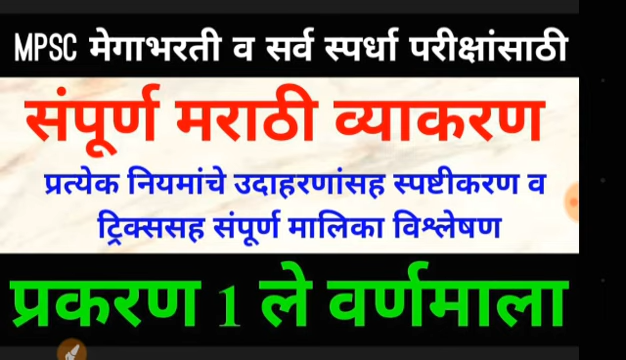 MPSC मेगाभरती व सर्व स्पर्धा परीक्षांसाठी
संपूर्ण मराठी व्याकरण
प्रत्येक नियमांचे उदाहरणांसह स्पष्टीकरण व
ट्रिक्ससह संपूर्ण मालिका विश्लेषण
प्रकरण 1 ले वर्णमाला